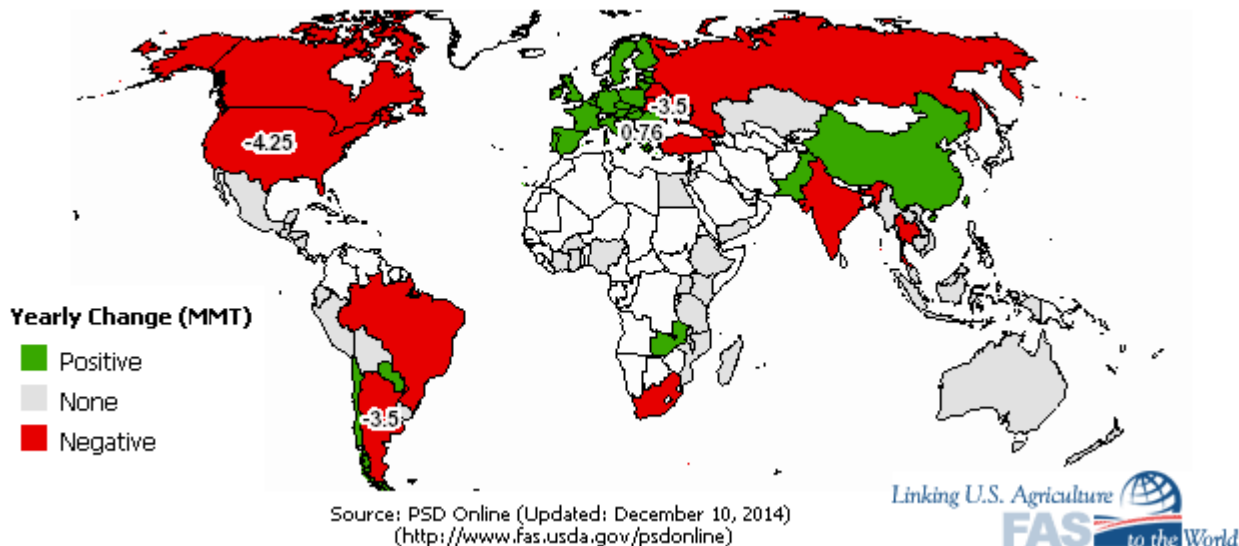 -3.5
0.76
-4.25
Yearly Change (MMT)
Positive
None
Negative
-3.5
Source: PSD Online (Updated: December 10, 2014)
(http://www.fas.usda.gov/psdonline)
Linking U.S. Agriculture
FAS to the World